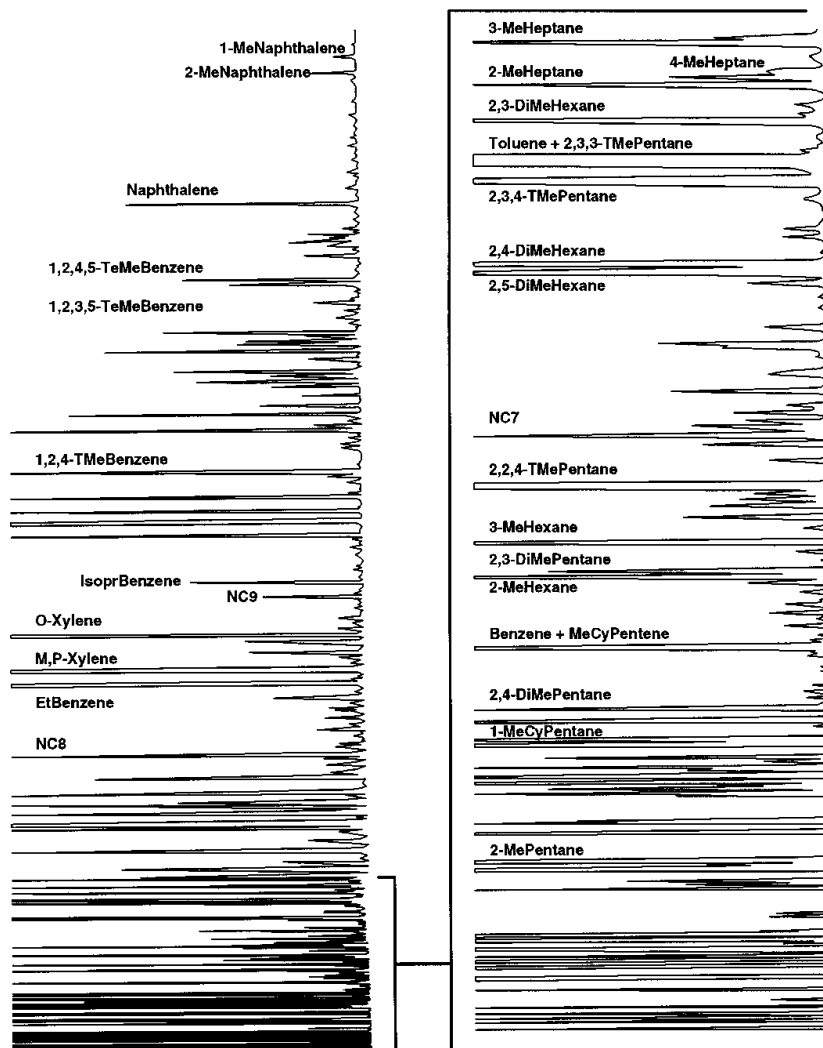 1-MeNaphthalene
2-MeNaphthalene
Naphthalene
1,2,4,5-TeMeBenzene
1,2,3,5-TeMeBenzene
1,2,4-TMeBenzene
IsoprBenzene
NC9
O-Xylene
M,P-Xylene
EtBenzene
NC8
3-MeHeptane
4-MeHeptane
2-MeHeptane
2,3-DiMeHexane
Toluene + 2,3,3-TMePentane
2,3,4-TMePentane
2,4-DiMeHexane
2,5-DiMeHexane
NC7
2,2,4-TMePentane
3-MeHexane
2,3-DiMePentane
2-MeHexane
Benzene + MeCyPentene
2,4-DiMePentane
1-MeCyPentane
2-MePentane